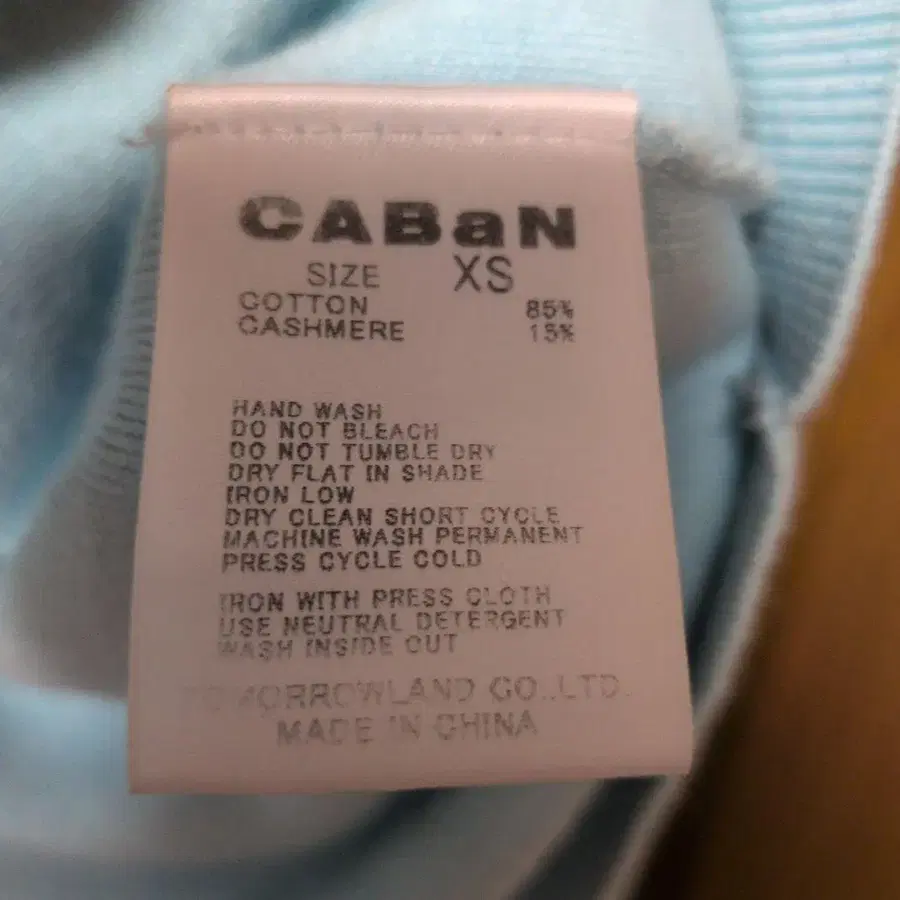 CABaN
SIZE XS
COTTON 85%
CASHMERE 15%
HAND WASH
DO NOT BLEACH
DO NOT TUMBLE DRY
DRY FLAT IN SHADE
IRON LOW
DRY CLEAN SHORT CYCLE
MACHINE WASH PERMANENT
PRESS CYCLE COLD
IRON WITH PRESS CLOTH
USE NEUTRAL DETERGENT
WASH INSIDE OUT
TOMORROWLAND CO.,LTD.
MADE IN CHINA